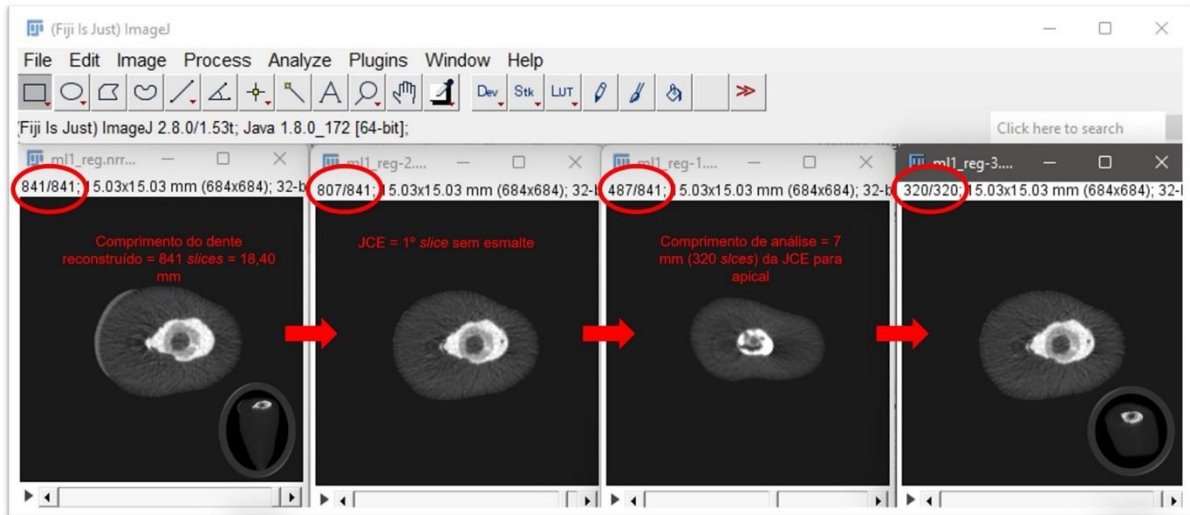 (Fiji Is Just) ImageJ
File Edit Image Process Analyze Plugins Window Help
Dev Stk LUT
(Fiji Is Just) ImageJ 2.8.0/1.53t; Java 1.8.0_172 [64-bit];
Click here to search
ml1_reg.nrr...
841/841; 15.03x15.03 mm (684x684); 32-b
Comprimento do dente
reconstruído = 841 slices = 18,40
mm
ml1_reg-2....
807/841; 15.03x15.03 mm (684x684); 32-b
JCE = 1º slice sem esmalte
ml1_reg-1....
487/841; 15.03x15.03 mm (684x684); 32-b
Comprimento de análise = 7
mm (320 slces) da JCE para
apical
ml1_reg-3....
320/320; 15.03x15.03 mm (684x684); 32-